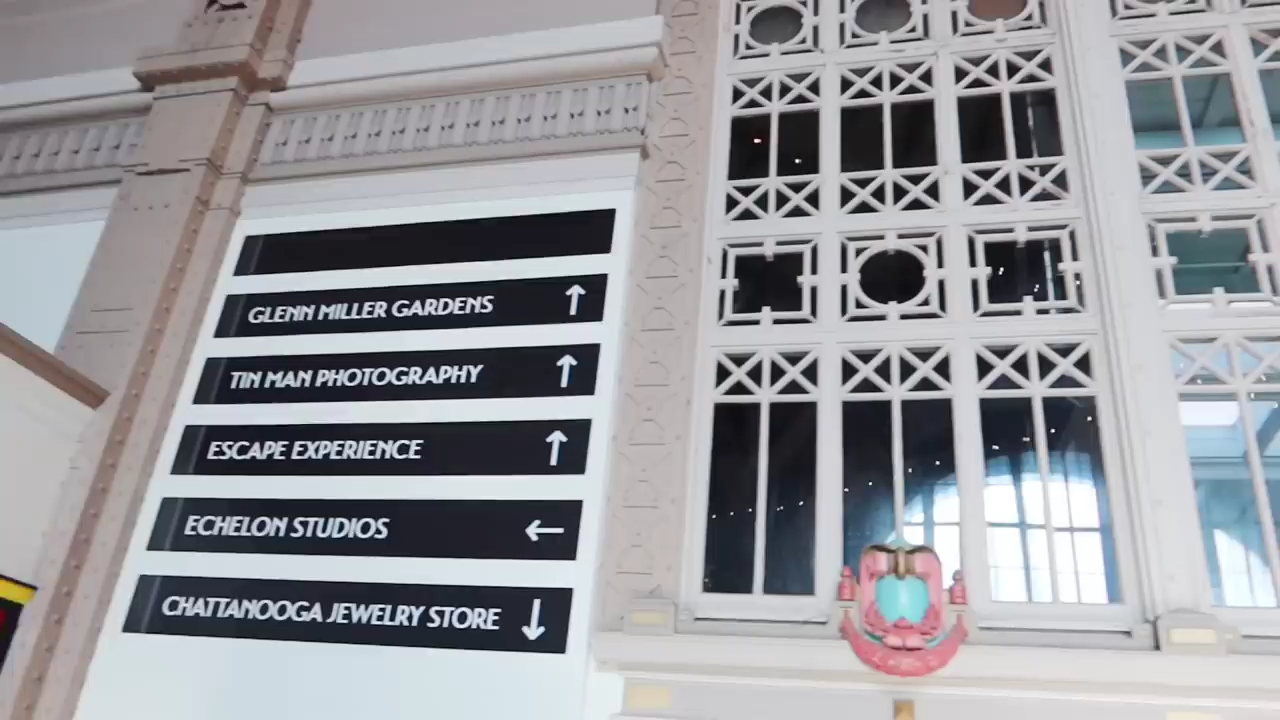 GLENN MILLER GARDENS ↑
TIN MAN PHOTOGRAPHY ↑
ESCAPE EXPERIENCE ↑
ECHELON STUDIOS ←
CHATTANOOGA JEWELRY STORE ↓